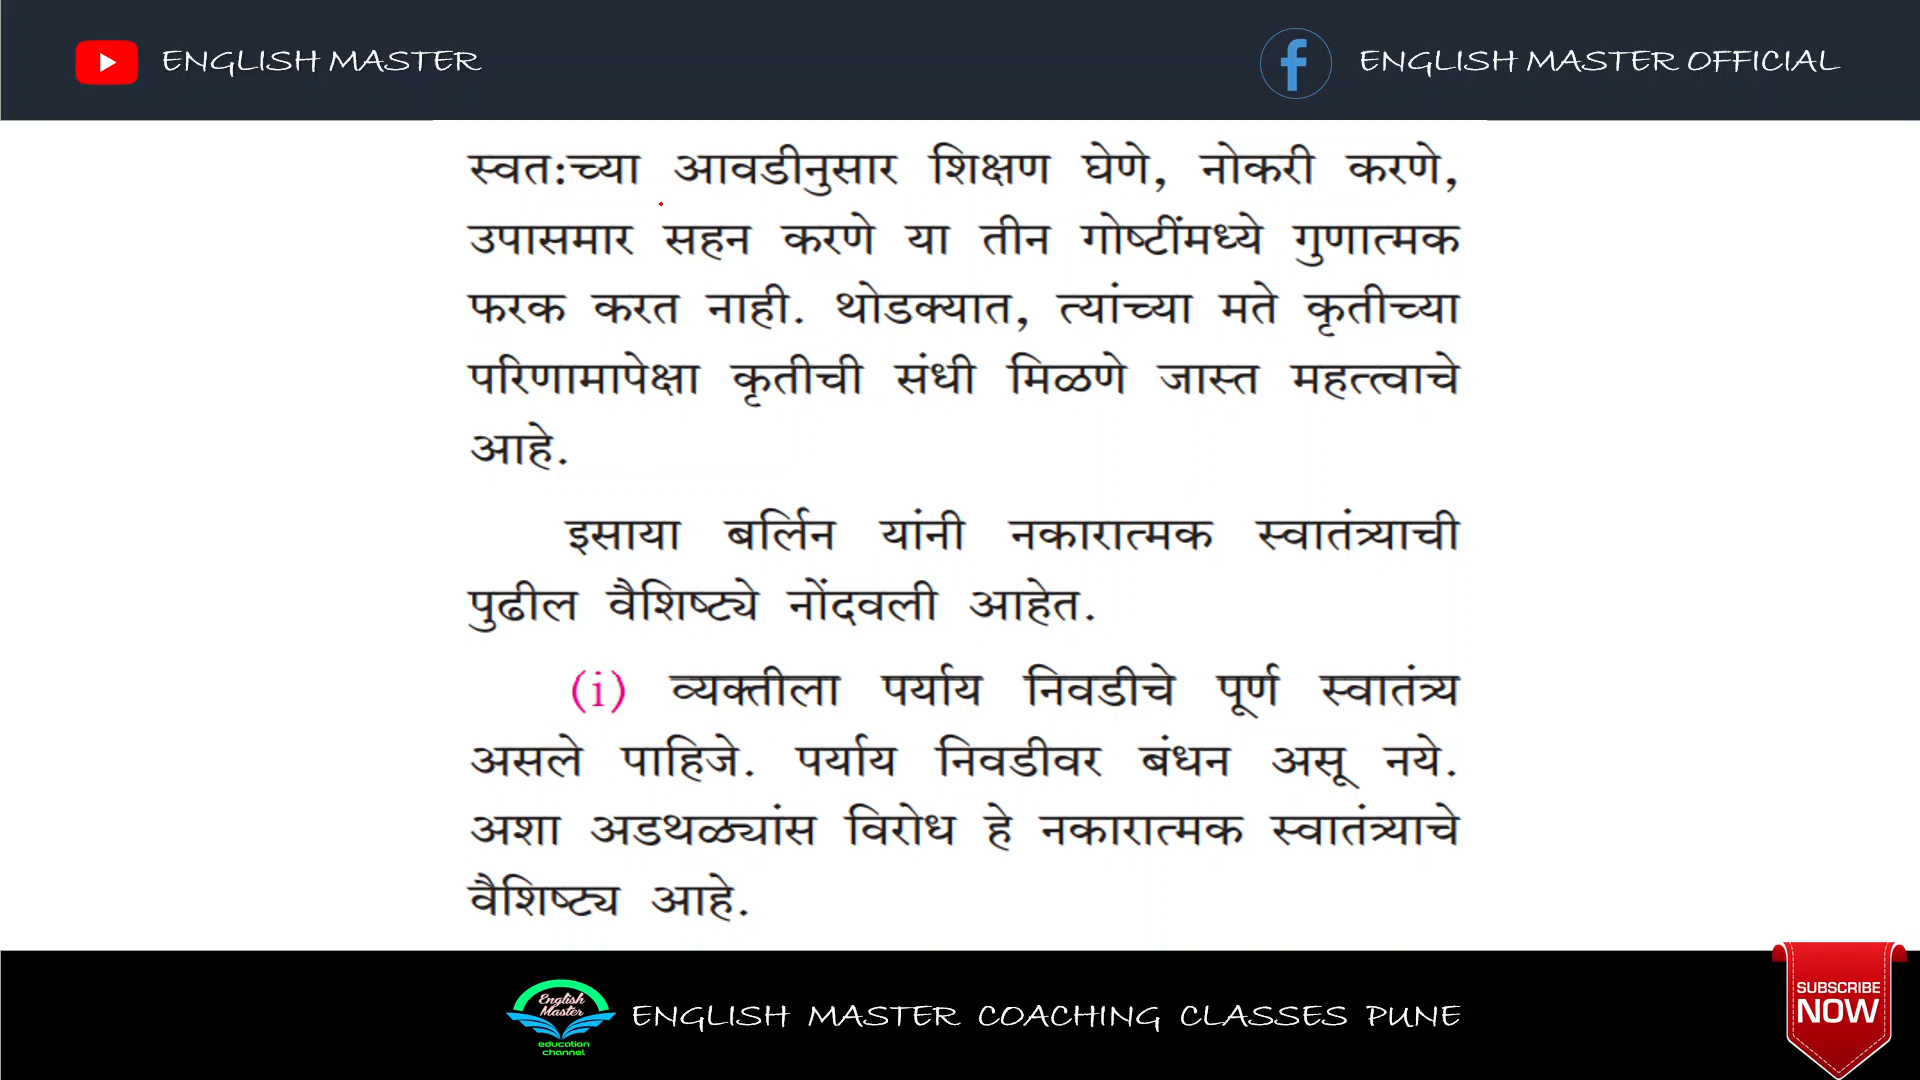 ENGLISH MASTER
ENGLISH MASTER OFFICIAL
स्वत:च्या आवडीनुसार शिक्षण घेणे, नोकरी करणे,
उपासमार सहन करणे या तीन गोष्टींमध्ये गुणात्मक
फरक करत नाही. थोडक्यात, त्यांच्या मते कृतीच्या
परिणामापेक्षा कृतीची संधी मिळणे जास्त महत्त्वाचे
आहे.
इसाया बर्लिन यांनी नकारात्मक स्वातंत्र्याची
पुढील वैशिष्ट्ये नोंदवली आहेत.
(i) व्यक्तीला पर्याय निवडीचे पूर्ण स्वातंत्र्य
असले पाहिजे. पर्याय निवडीवर बंधन असू नये.
अशा अडथळ्यांस विरोध हे नकारात्मक स्वातंत्र्याचे
वैशिष्ट्य आहे.
English
Master
education
channel
ENGLISH MASTER COACHING CLASSES PUNE
SUBSCRIBE
NOW